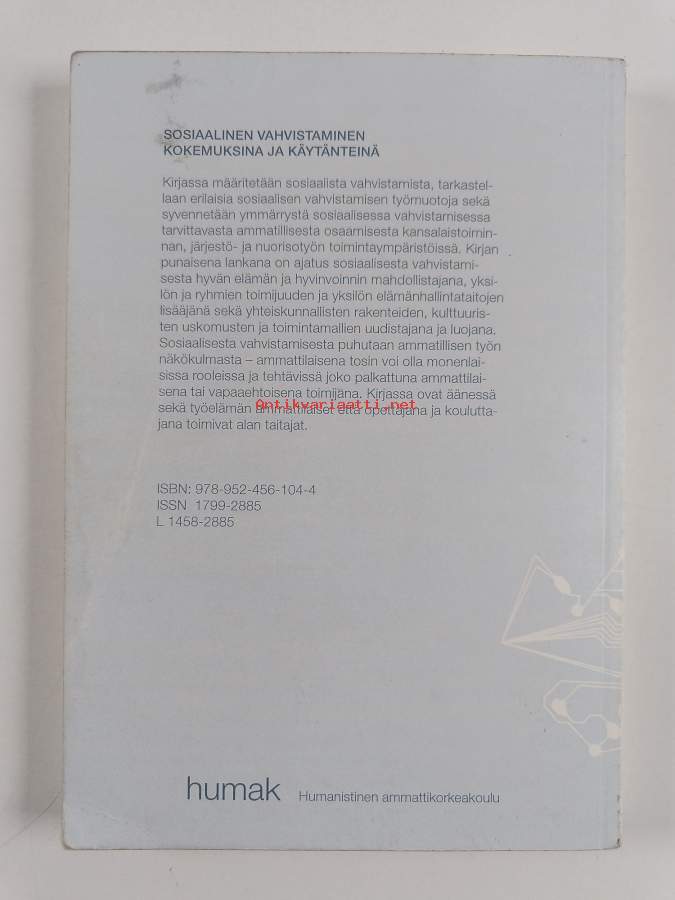 SOSIAALINEN VAHVISTAMINEN
KOKEMUKSINA JA KÄYTÄNTEINÄ
Kirjassa määritetään sosiaalista vahvistamista, tarkastel-
laan erilaisia sosiaalisen vahvistamisen työmuotoja sekä
syvennetään ymmärrystä sosiaalisessa vahvistamisessa
tarvittavasta ammatillisesta osaamisesta kansalaistoimin-
nan, järjestö- ja nuorisotyön toimintaympäristöissä. Kirjan
punaisena lankana on ajatus sosiaalisesta vahvistami-
sesta hyvän elämän ja hyvinvoinnin mahdollistajana, yksi-
lön ja ryhmien toimijuuden ja yksilön elämänhallintataitojen
lisääjänä sekä yhteiskunnallisten rakenteiden, kulttuuris-
ten uskomusten ja toimintamallien uudistajana ja luojana.
Sosiaalisesta vahvistamisesta puhutaan ammatillisen työn
näkökulmasta – ammattilaisena tosin voi olla monenlai-
sissa rooleissa ja tehtävissä joko palkattuna ammattilai-
sena tai vapaaehtoisena toimijana. Kirjassa ovat äänessä
Antikvariaatti.net
sekä työelämän ammattilaiset että opettajana ja koulutta-
jana toimivat alan taitajat.
ISBN: 978-952-456-104-4
ISSN 1799-2885
L 1458-2885
humak Humanistinen ammattikorkeakoulu